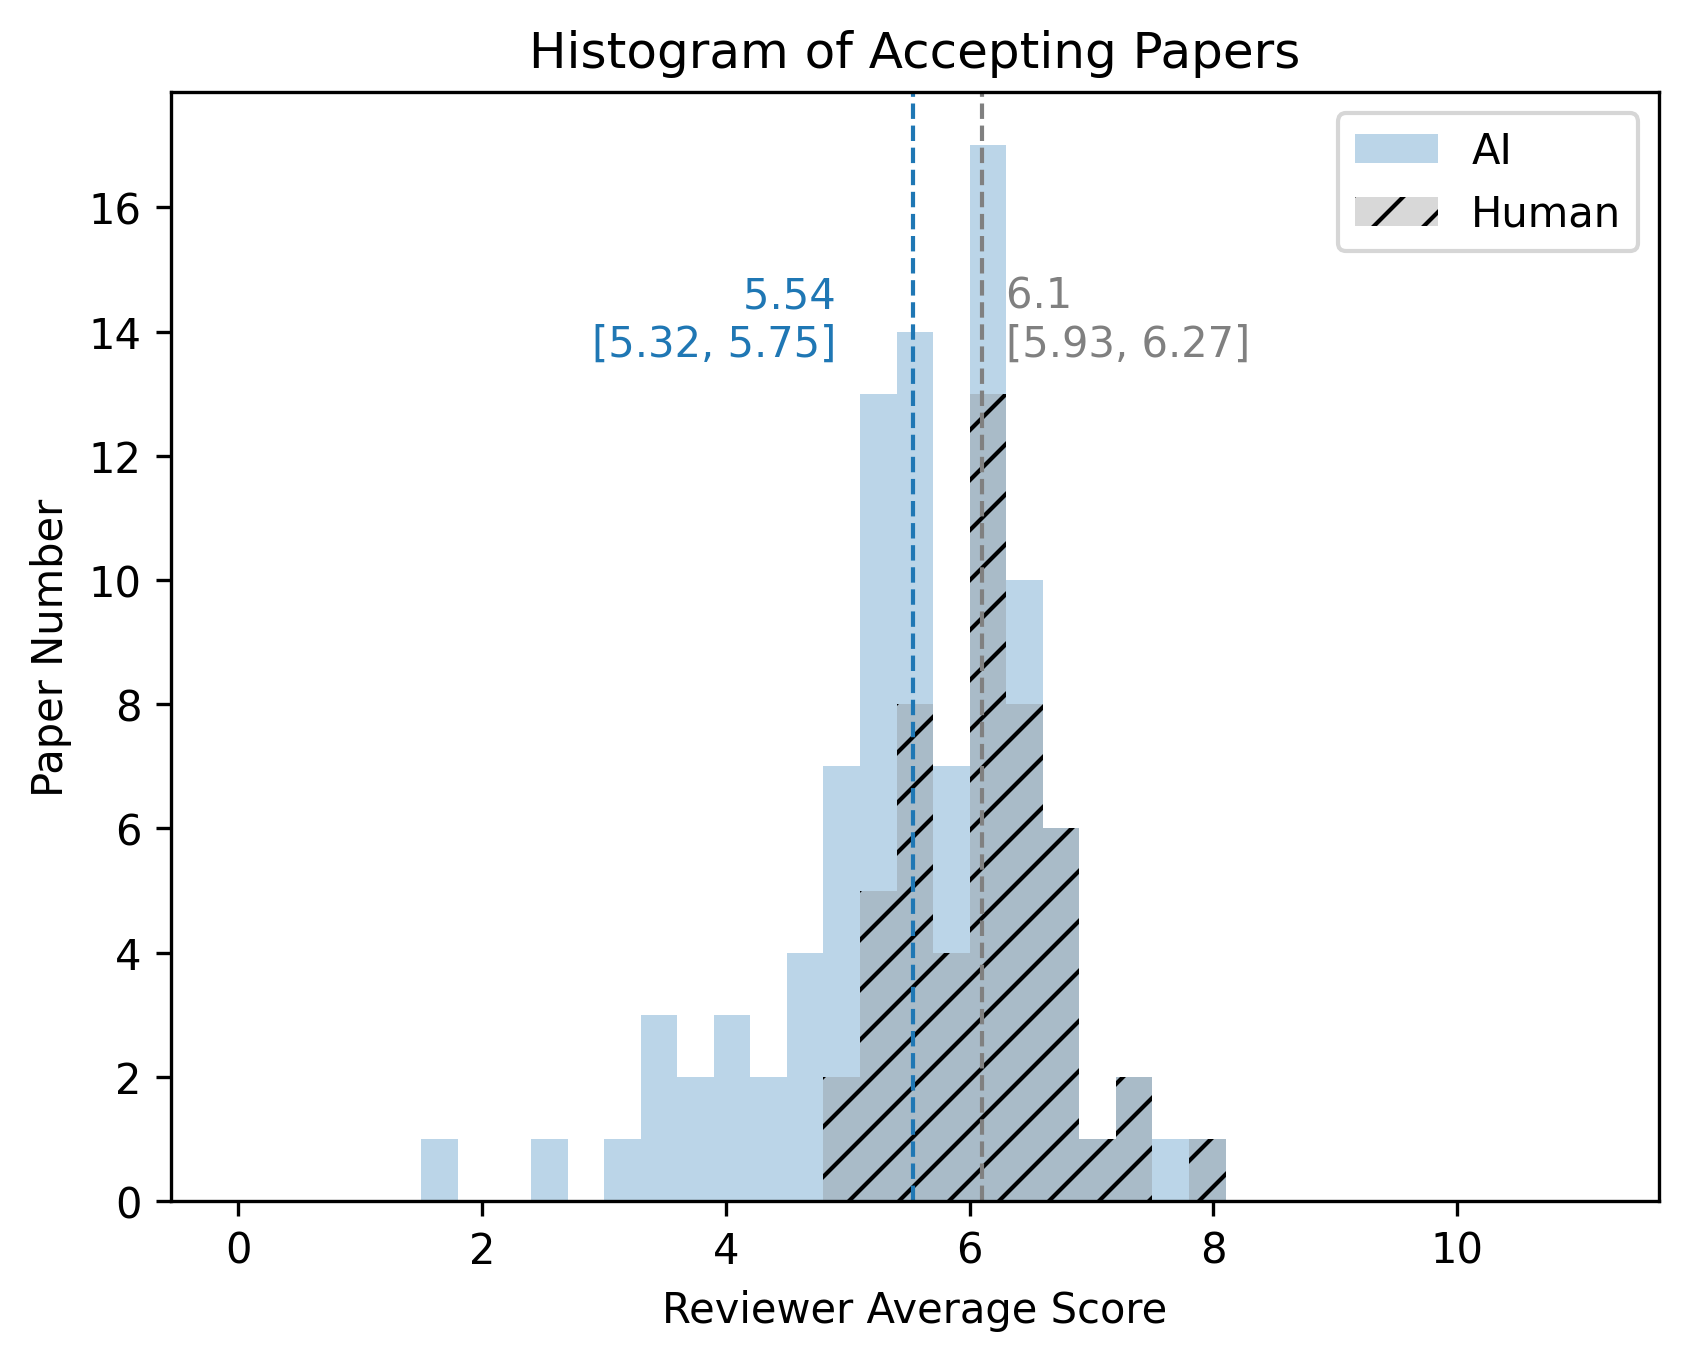 Histogram of Accepting Papers
AI
Human
5.54
[5.32, 5.75]
6.1
[5.93, 6.27]
Paper Number
16
14
12
10
8
6
4
2
0
0 2 4 6 8 10
Reviewer Average Score